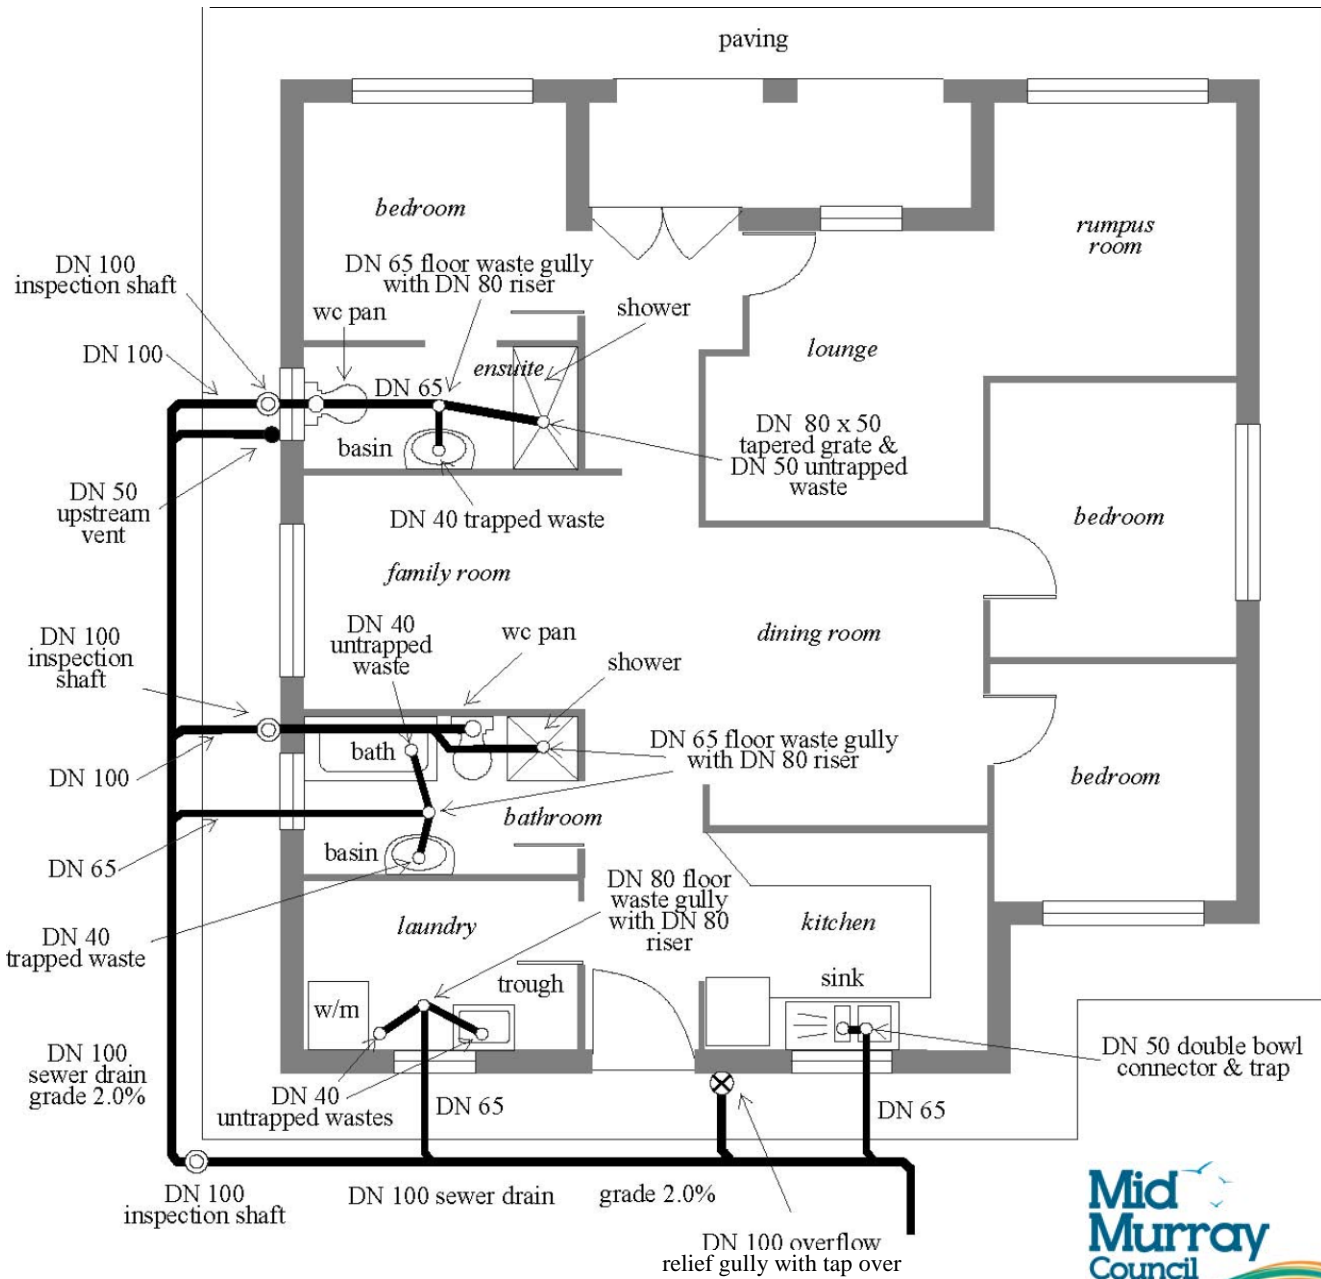 paving
bedroom
rumpus
room
DN 65 floor waste gully
with DN 80 riser
DN 100
inspection shaft
wc pan
shower
DN 100
lounge
ensuite
DN 65
basin
DN 80 x 50
tapered grate &
DN 50 untrapped
waste
DN 50
upstream
vent
DN 40 trapped waste
bedroom
family room
DN 40
untrapped
waste
wc pan
dining room
DN 100
inspection
shaft
shower
bath
DN 65 floor waste gully
with DN 80 riser
DN 100
bedroom
bathroom
basin
DN 65
DN 80 floor
waste gully
with DN 80
riser
laundry
kitchen
DN 40
trapped waste
trough
sink
w/m
DN 100
sewer drain
grade 2.0%
DN 50 double bowl
connector & trap
DN 40
untrapped wastes
DN 65
DN 65
DN 100
inspection shaft
DN 100 sewer drain
grade 2.0%
DN 100 overflow
relief gully with tap over
Mid
Murray
Council